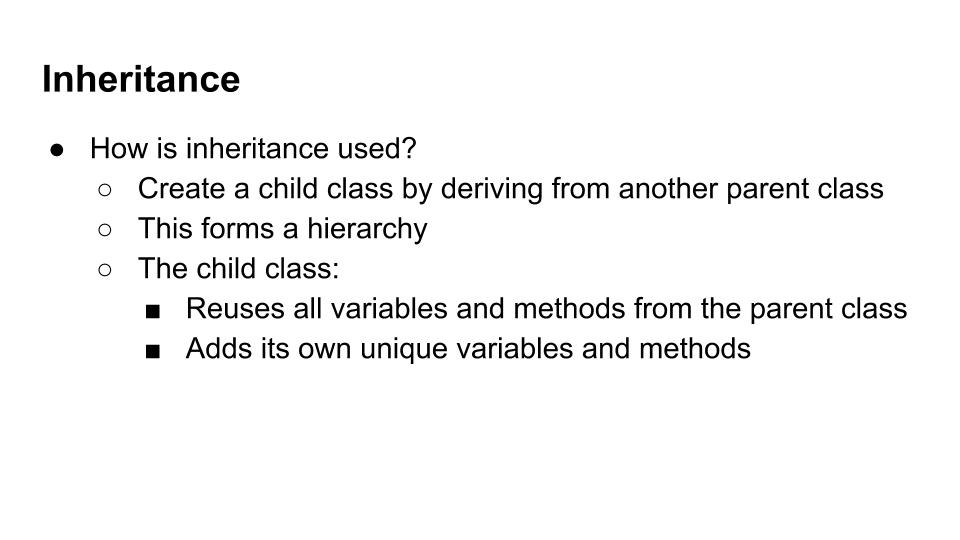 Inheritance
● How is inheritance used?
○ Create a child class by deriving from another parent class
○ This forms a hierarchy
○ The child class:
■ Reuses all variables and methods from the parent class
■ Adds its own unique variables and methods